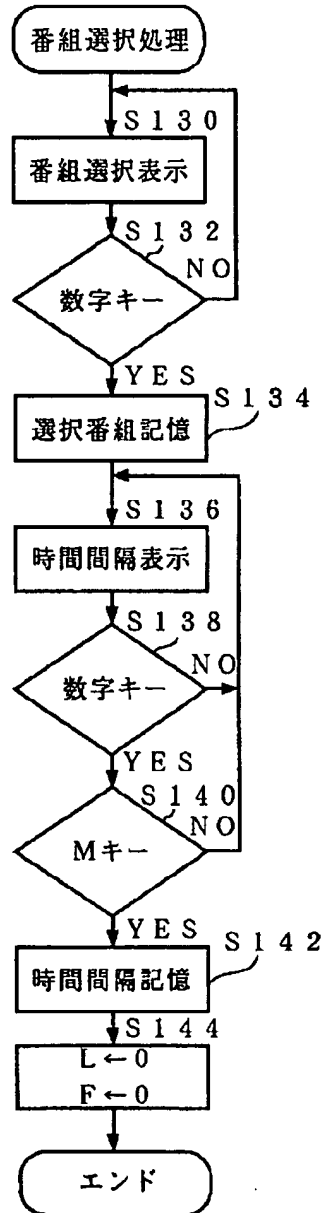 番組選択処理
S130
番組選択表示
S132
NO
数字キー
YES
S134
選択番組記憶
S136
時間間隔表示
S138
NO
数字キー
YES
S140
NO
Mキー
YES
S142
時間間隔記憶
S144
L←0
F←0
エンド